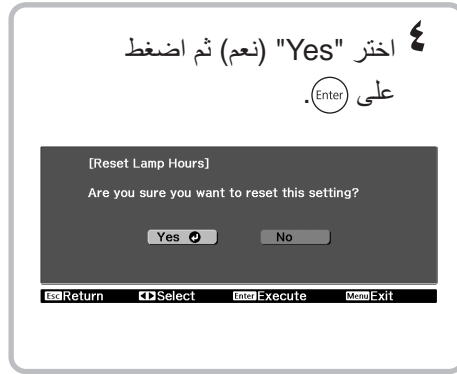 ٤ اختر "Yes" (نعم) ثم اضغط
على Enter.
[Reset Lamp Hours]
Are you sure you want to reset this setting?
Yes No
Esc Return Select Enter Execute Menu Exit